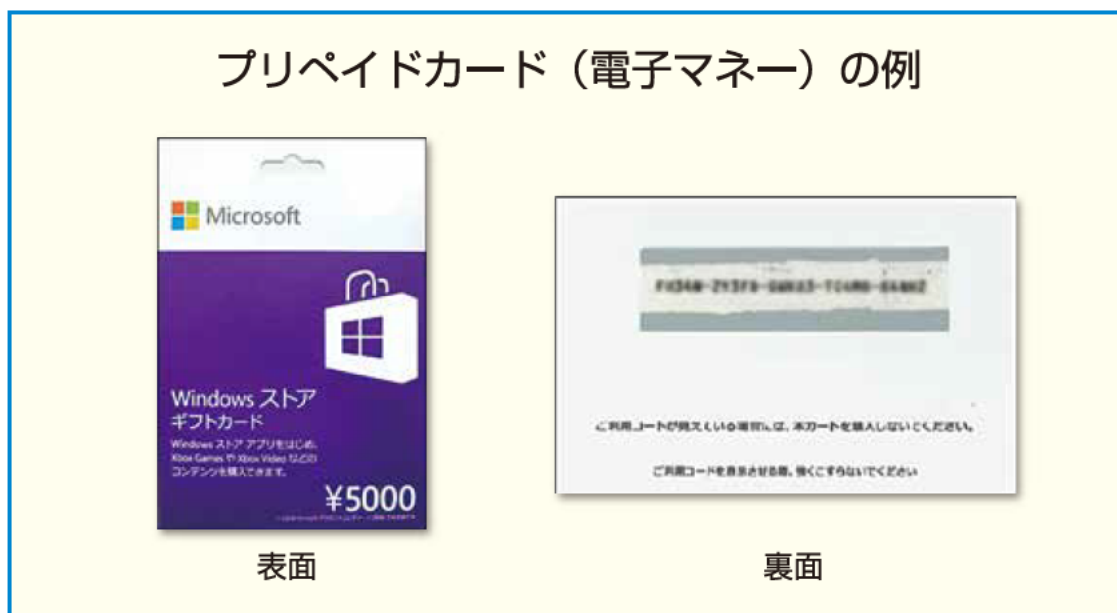 プリペイドカード（電子マネー）の例
Microsoft
Windows ストア
ギフトカード
Windows ストア アプリをはじめ、
Xbox Games や Xbox Video などの
コンテンツを購入できます。
¥5000
表面
ご利用コードが見えている場合には、本カードを購入しないでください。
ご利用コードを表示させる際、強くこすらないでください
裏面